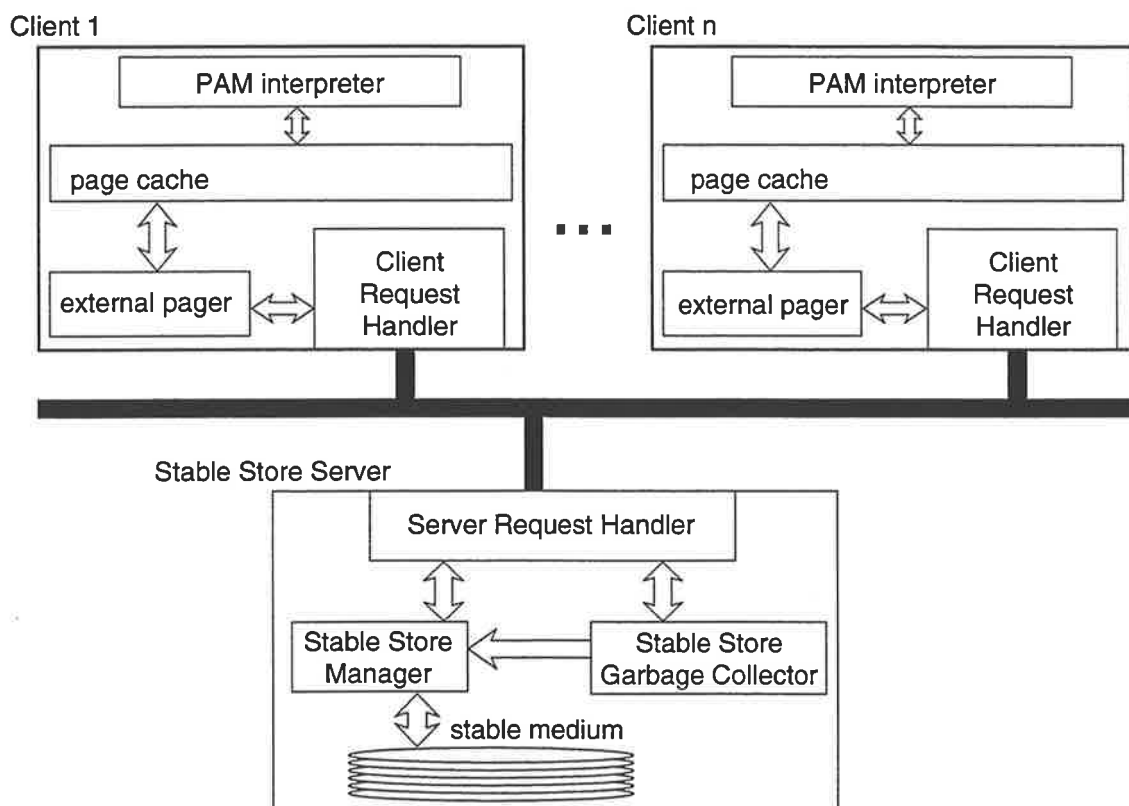 Client 1
PAM interpreter
page cache
external pager
Client
Request
Handler
Client n
PAM interpreter
page cache
external pager
Client
Request
Handler
Stable Store Server
Server Request Handler
Stable Store
Manager
Stable Store
Garbage Collector
stable medium